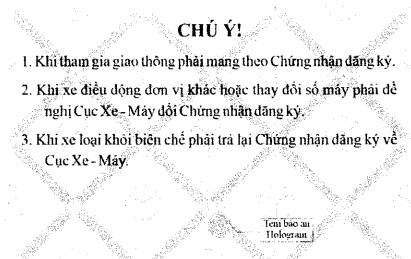 CHÚ Ý!
1. Khi tham gia giao thông phải mang theo Chứng nhận đăng ký.
2. Khi xe điều động đơn vị khác hoặc thay đổi số máy phải đề
nghị Cục Xe - Máy đổi Chứng nhận đăng ký.
3. Khi xe loại khỏi biên chế phải trả lại Chứng nhận đăng ký về
Cục Xe - Máy.
Tem bảo an
Hologram